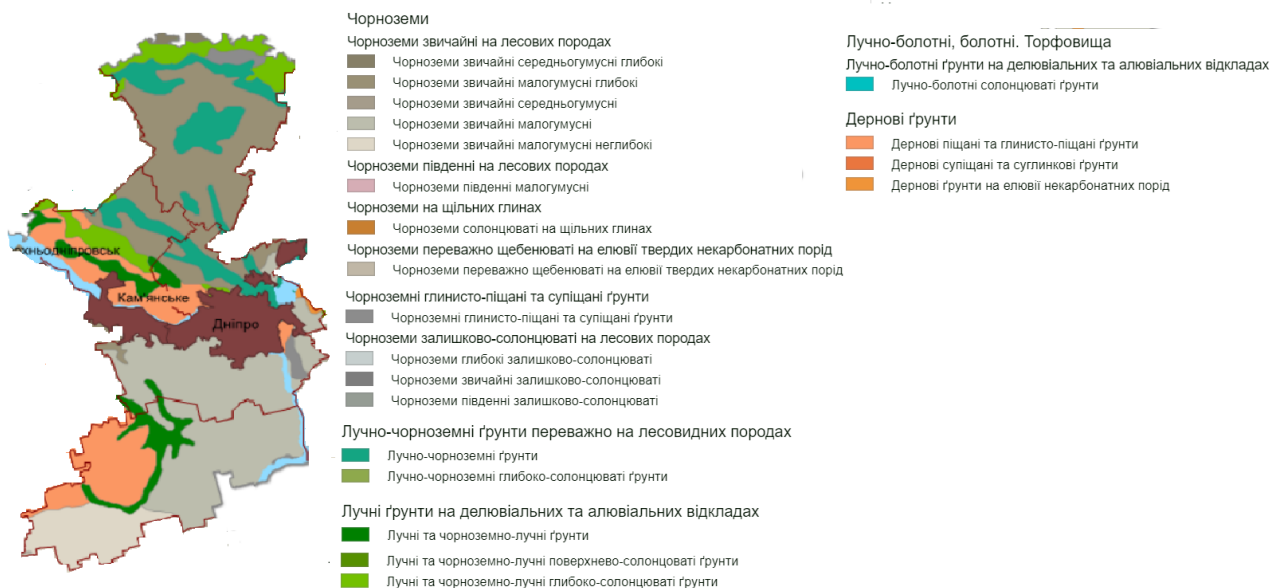 Чорноземи
Чорноземи звичайні на лесових породах
Чорноземи звичайні середньогумусні глибокі
Чорноземи звичайні малогумусні глибокі
Чорноземи звичайні середньогумусні
Чорноземи звичайні малогумусні
Чорноземи звичайні малогумусні неглибокі
Чорноземи південні на лесових породах
Чорноземи південні малогумусні
Чорноземи на щільних глинах
Чорноземи солонцюваті на щільних глинах
Чорноземи переважно щебенюваті на елювії твердих некарбонатних порід
Чорноземи переважно щебенюваті на елювії твердих некарбонатних порід
Чорноземні глинисто-піщані та супіщані ґрунти
Чорноземні глинисто-піщані та супіщані ґрунти
Чорноземи залишково-солонцюваті на лесових породах
Чорноземи глибокі залишково-солонцюваті
Чорноземи звичайні залишково-солонцюваті
Чорноземи південні залишково-солонцюваті
Лучно-чорноземні ґрунти переважно на лесовидних породах
Лучно-чорноземні ґрунти
Лучно-чорноземні глибоко-солонцюваті ґрунти
Лучні ґрунти на делювіальних та алювіальних відкладах
Лучні та чорноземно-лучні ґрунти
Лучні та чорноземно-лучні поверхнево-солонцоваті ґрунти
Лучні та чорноземно-лучні глибоко-солонцюваті ґрунти
Лучно-болотні, болотні. Торфовища
Лучно-болотні ґрунти на делювіальних та алювіальних відкладах
Лучно-болотні солонцюваті ґрунти
Дернові ґрунти
Дернові піщані та глинисто-піщані ґрунти
Дернові супіщані та суглинкові ґрунти
Дернові ґрунти на елювії некарбонатних порід
хньодніпровськ
Кам'янське
Дніпро